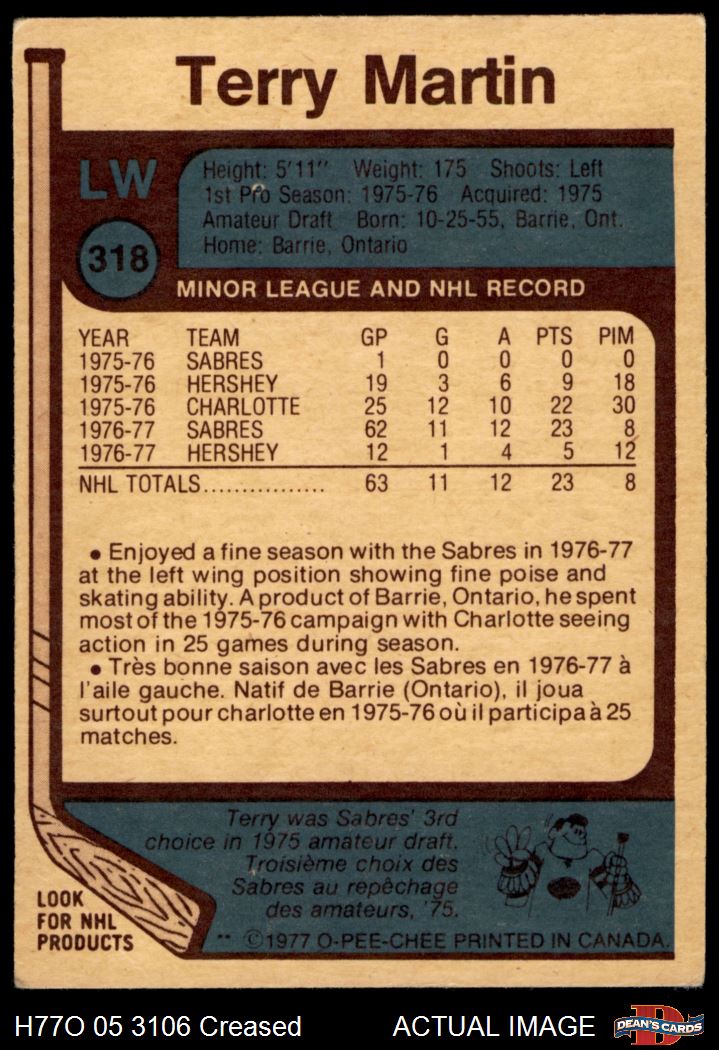 Terry Martin
LW
318
Height: 5'11'' Weight: 175 Shoots: Left
1st Pro Season: 1975-76 Acquired: 1975
Amateur Draft Born: 10-25-55, Barrie, Ont.
Home: Barrie, Ontario
MINOR LEAGUE AND NHL RECORD
YEAR TEAM GP G A PTS PIM
1975-76 SABRES 1 0 0 0 0
1975-76 HERSHEY 19 3 6 9 18
1975-76 CHARLOTTE 25 12 10 22 30
1976-77 SABRES 62 11 12 23 8
1976-77 HERSHEY 12 1 4 5 12
NHL TOTALS................ 63 11 12 23 8
• Enjoyed a fine season with the Sabres in 1976-77
at the left wing position showing fine poise and
skating ability. A product of Barrie, Ontario, he spent
most of the 1975-76 campaign with Charlotte seeing
action in 25 games during season.
• Très bonne saison avec les Sabres en 1976-77 à
l'aile gauche. Natif de Barrie (Ontario), il joua
surtout pour charlotte en 1975-76 où il participa à 25
matches.
Terry was Sabres' 3rd
choice in 1975 amateur draft.
Troisième choix des
Sabres au repêchage
des amateurs, '75.
LOOK
FOR NHL
PRODUCTS
** ©1977 O-PEE-CHEE PRINTED IN CANADA.
H77O 05 3106 Creased ACTUAL IMAGE
D
DEAN'S CARDS